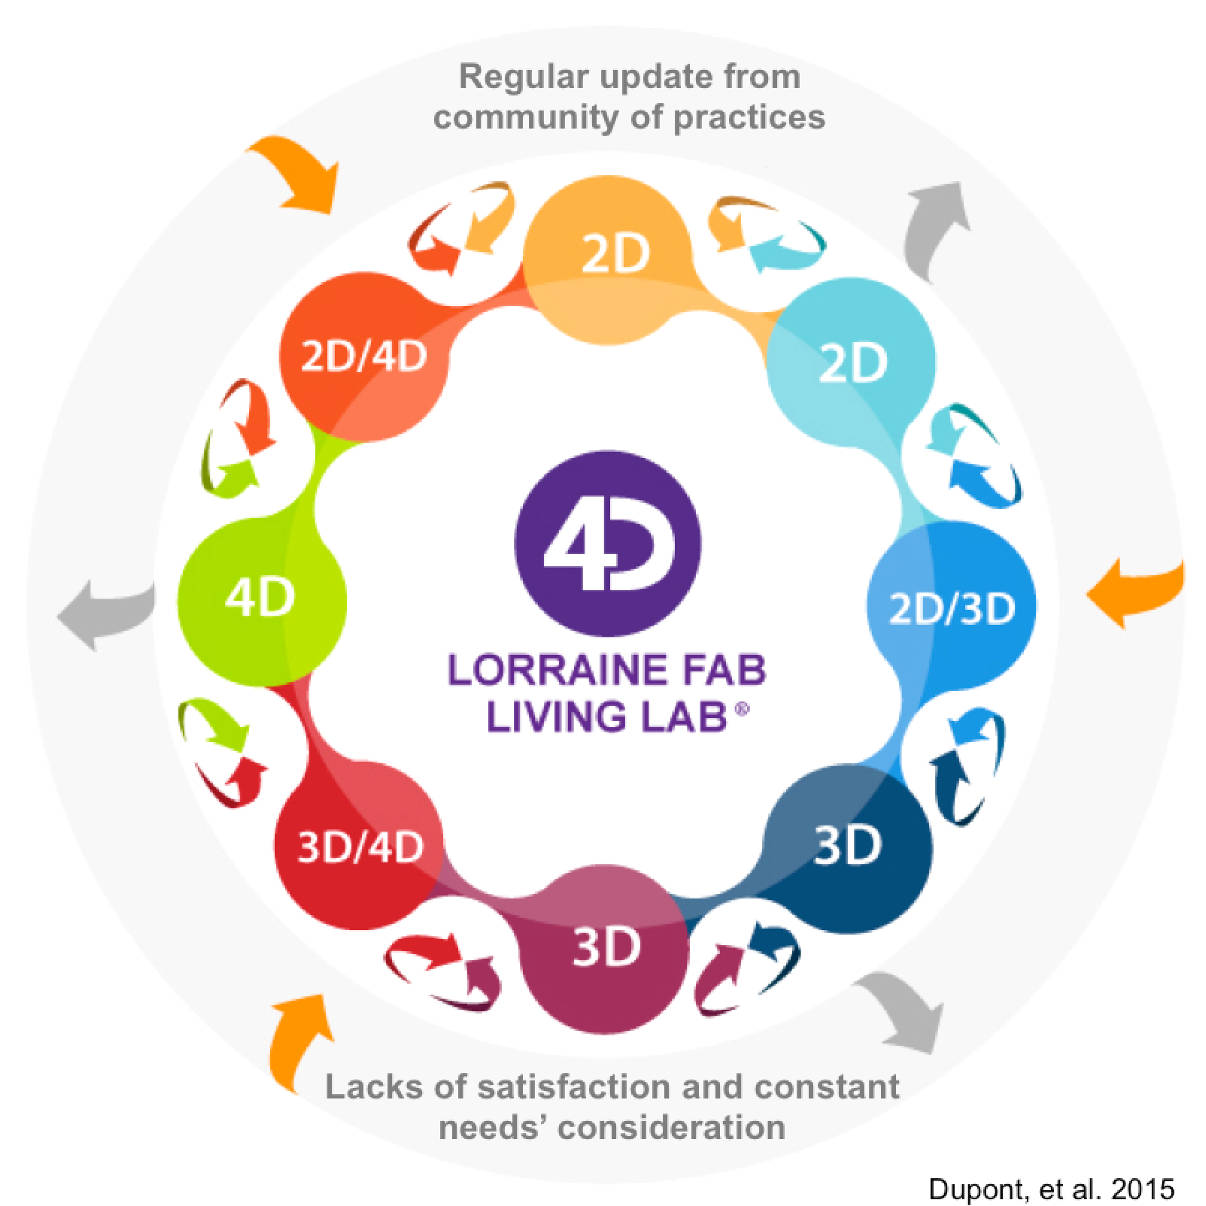 Regular update from
community of practices
2D
2D
2D/4D
4D
4D
2D/3D
LORRAINE FAB
LIVING LAB®
3D/4D
3D
3D
Lacks of satisfaction and constant
needs’ consideration
Dupont, et al. 2015